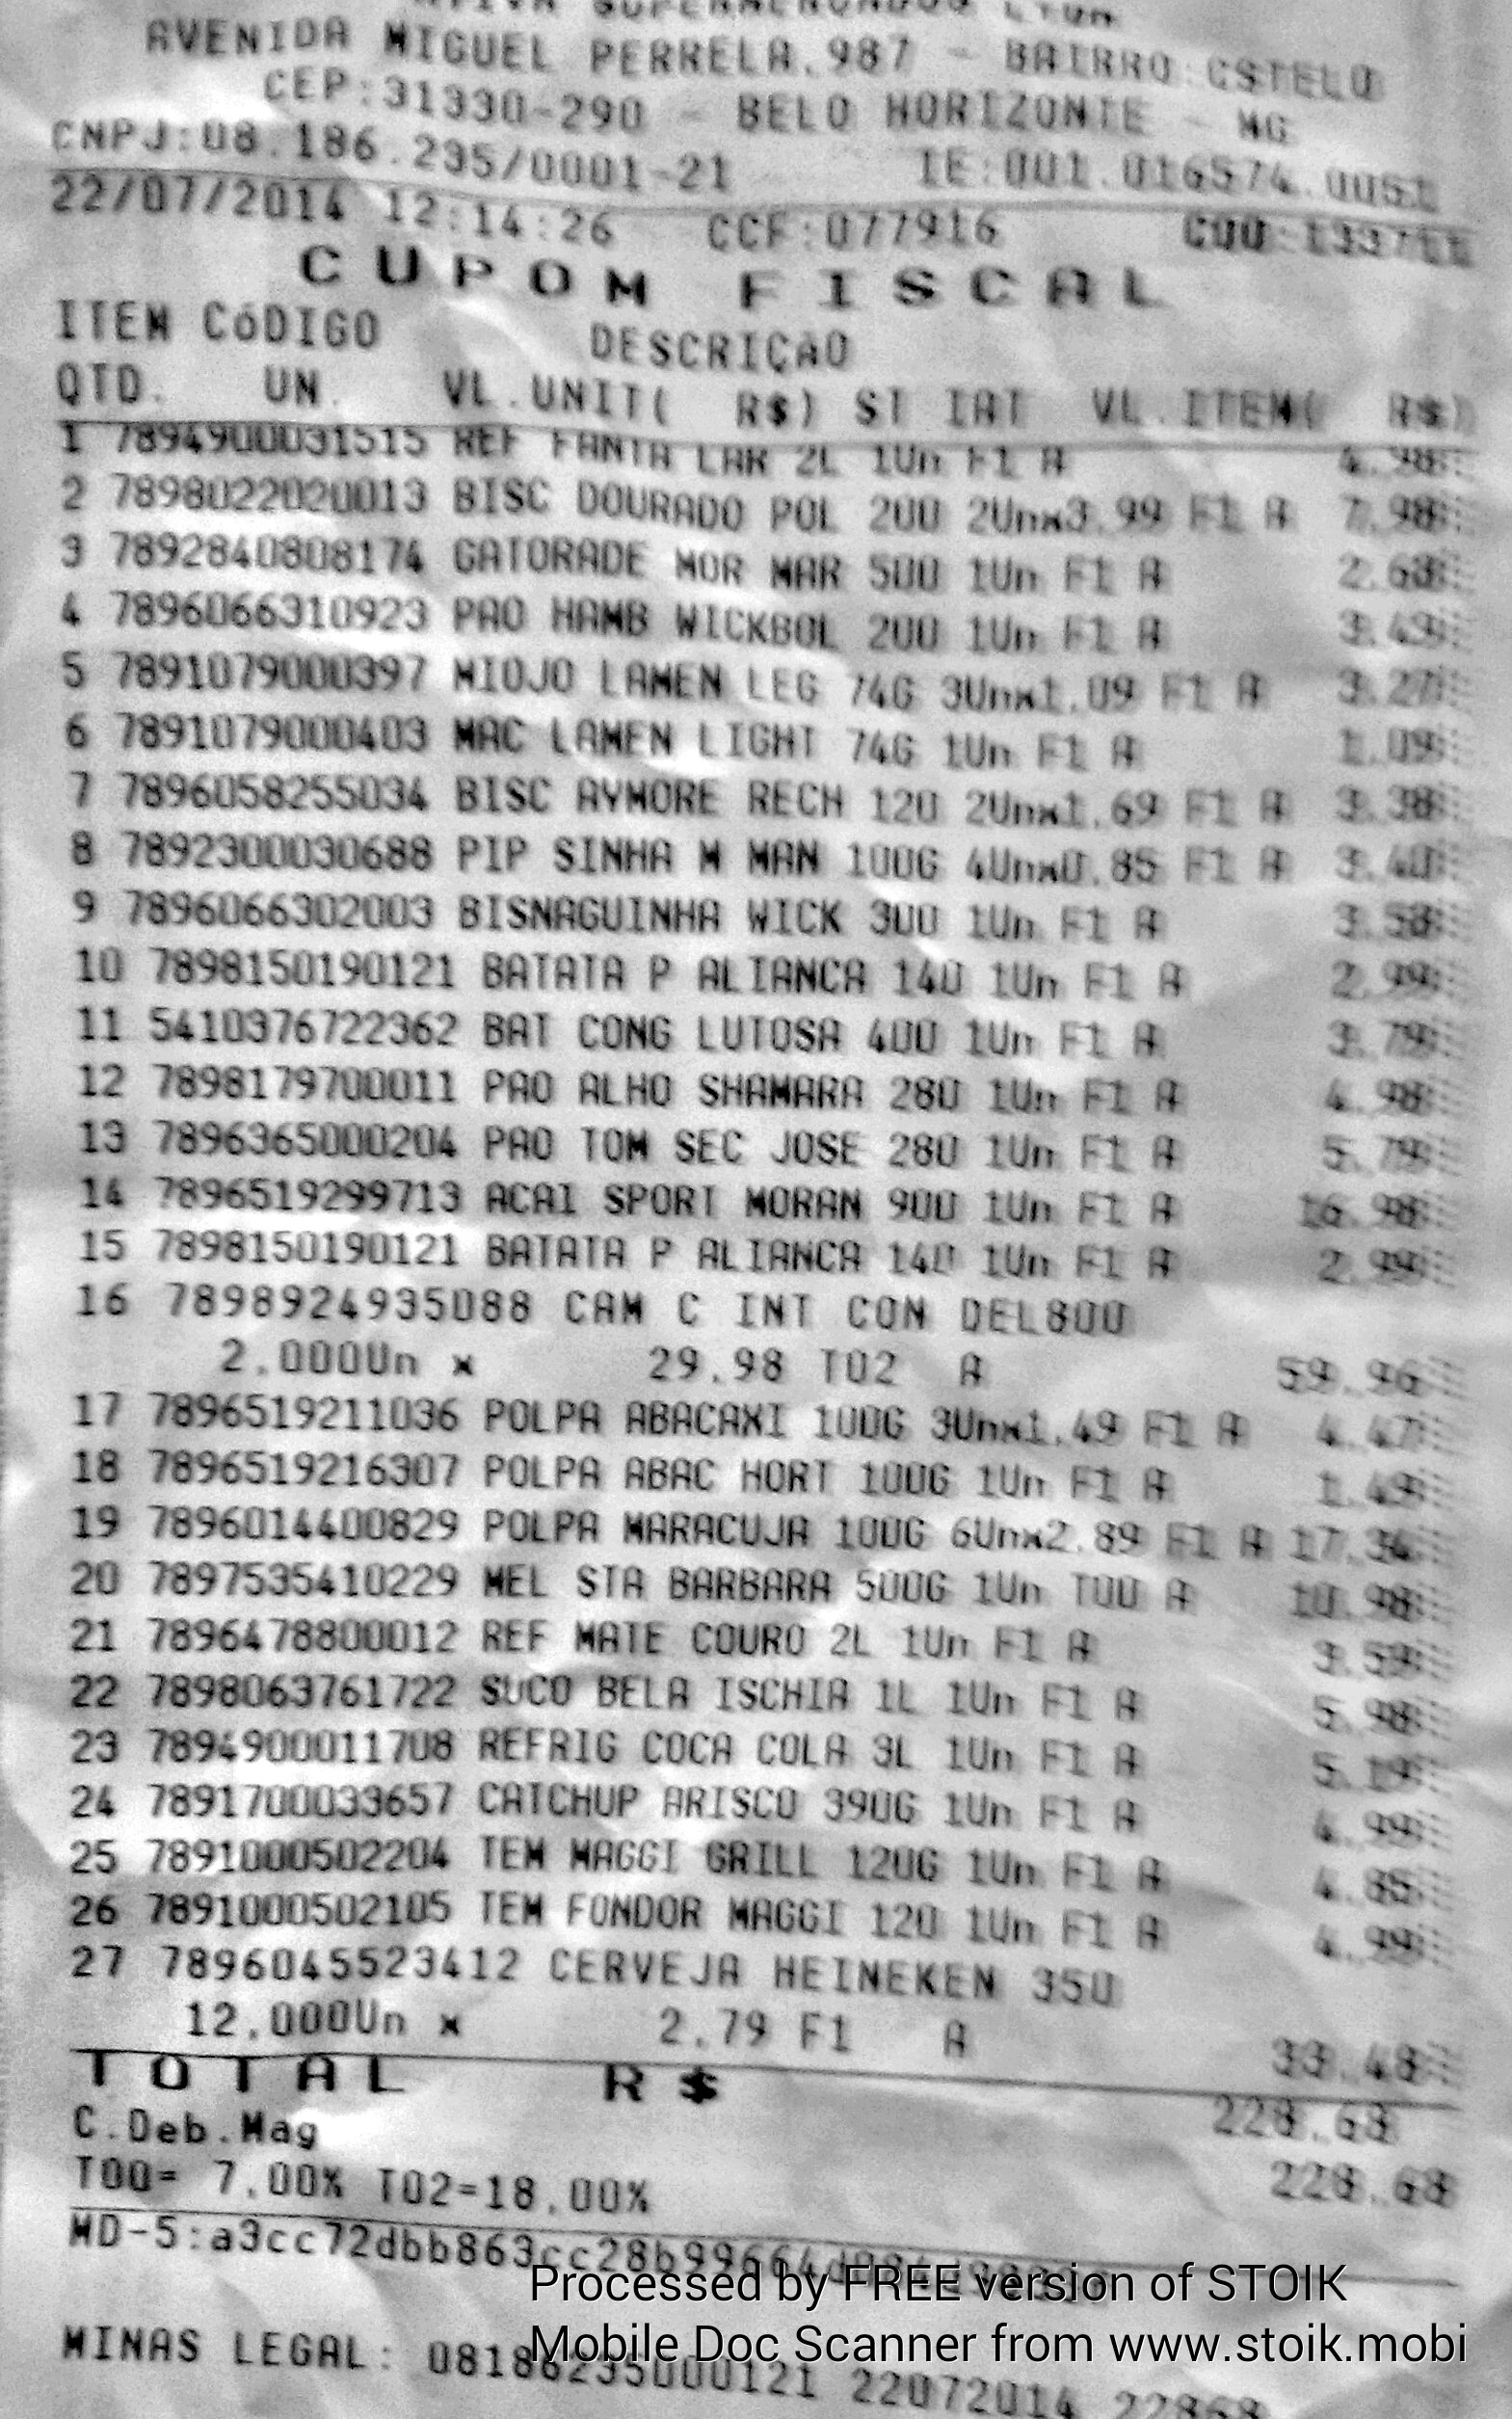 SUPERMERCADOS LTDA
AVENIDA MIGUEL PERRELA,987 - BAIRRO:CSTELO
CEP:31330-290 - BELO HORIZONTE - MG
CNPJ:08.186.235/0001-21 IE:001.016574.0051
22/07/2014 12:14:26 CCF:077916
CUPOM FISCAL
ITEM CóDIGO DESCRIÇãO
QTD. UN. VL.UNIT( R$) ST IAT VL.ITEM( R$)
1 7894900031515 REF FANTA LAR 2L 1Un F1 A 4.98
2 7898022020013 BISC DOURADO POL 200 2Unx3.99 F1 A 7.98
3 7892840808174 GATORADE MOR MAR 500 1Un F1 A 2.63
4 7896066310923 PAO HAMB WICKBOL 200 1Un F1 A 3.43
5 7891079000397 MIOJO LAMEN LEG 74G 3Unx1.09 F1 A 3.27
6 7891079000403 MAC LAMEN LIGHT 74G 1Un F1 A 1.09
7 7896058255034 BISC AYMORE RECH 120 2Unx1.69 F1 A 3.38
8 7892300030688 PIP SINHA M MAN 100G 4Unx0.85 F1 A 3.40
9 7896066302003 BISNAGUINHA WICK 300 1Un F1 A 3.58
10 7898150190121 BATATA P ALIANCA 140 1Un F1 A 2.99
11 5410376722362 BAT CONG LUTOSA 400 1Un F1 A 3.79
12 7898179700011 PAO ALHO SHAMARA 280 1Un F1 A 4.98
13 7896365000204 PAO TOM SEC JOSE 280 1Un F1 A 5.79
14 7896519299713 ACAI SPORT MORAN 900 1Un F1 A 16.98
15 7898150190121 BATATA P ALIANCA 140 1Un F1 A 2.99
16 7898924935088 CAM C INT CON DEL800
2.000Un x 29.98 T02 A 59.96
17 7896519211036 POLPA ABACAXI 100G 3Unx1.49 F1 A 4.47
18 7896519216307 POLPA ABAC HORT 100G 1Un F1 A 1.49
19 7896014400829 POLPA MARACUJA 100G 6Unx2.89 F1 A 17.34
20 7897535410229 MEL STA BARBARA 500G 1Un T00 A 10.98
21 7896478800012 REF MATE COURO 2L 1Un F1 A 3.59
22 7898063761722 SUCO BELA ISCHIA 1L 1Un F1 A 5.98
23 7894900011708 REFRIG COCA COLA 3L 1Un F1 A 5.19
24 7891700033657 CATCHUP ARISCO 390G 1Un F1 A 4.99
25 7891000502204 TEM MAGGI GRILL 120G 1Un F1 A 4.85
26 7891000502105 TEM FONDOR MAGGI 120 1Un F1 A 4.99
27 7896045523412 CERVEJA HEINEKEN 350
12.000Un x 2.79 F1 A 33.48
TOTAL R$ 228.68
C.Deb.Mag 228.68
T00= 7.00% T02=18.00%
Processed by FREE version of STOIK
Mobile Doc Scanner from www.stoik.mobi
MINAS LEGAL: 08186235000121 22072014 22868